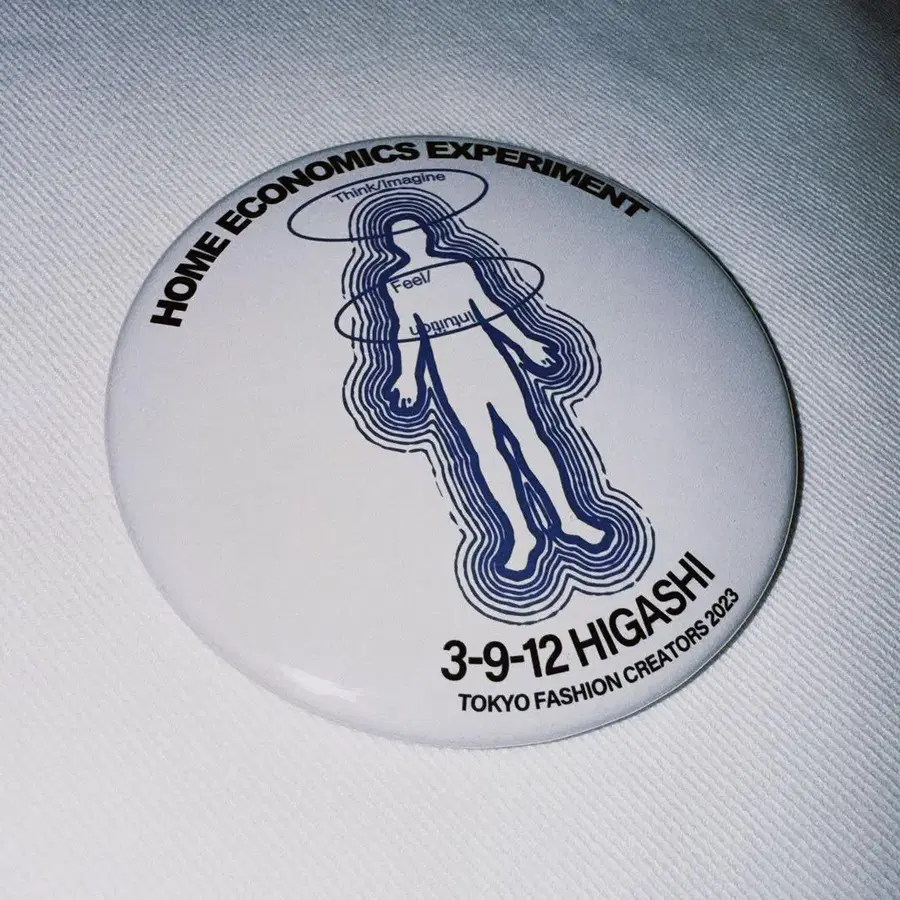 HOME ECONOMICS EXPERIMENT
Think/Imagine
Feel/
Intuition
3-9-12 HIGASHI
TOKYO FASHION CREATORS 2023